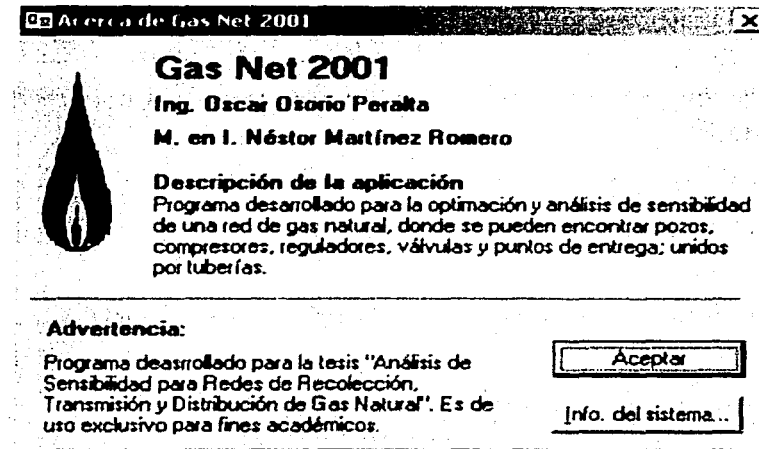 Acerca de Gas Net 2001
Gas Net 2001
Ing. Oscar Osorio Peralta
M. en I. Néstor Martínez Romero
Descripción de la aplicación
Programa desarrollado para la optimación y análisis de sensibilidad
de una red de gas natural, donde se pueden encontrar pozos,
compresores, reguladores, válvulas y puntos de entrega; unidos
por tuberías.
Advertencia:
Programa deasrrollado para la tesis "Análisis de
Sensibilidad para Redes de Recolección,
Transmisión y Distribución de Gas Natural". Es de
uso exclusivo para fines académicos.
Aceptar
Info. del sistema...